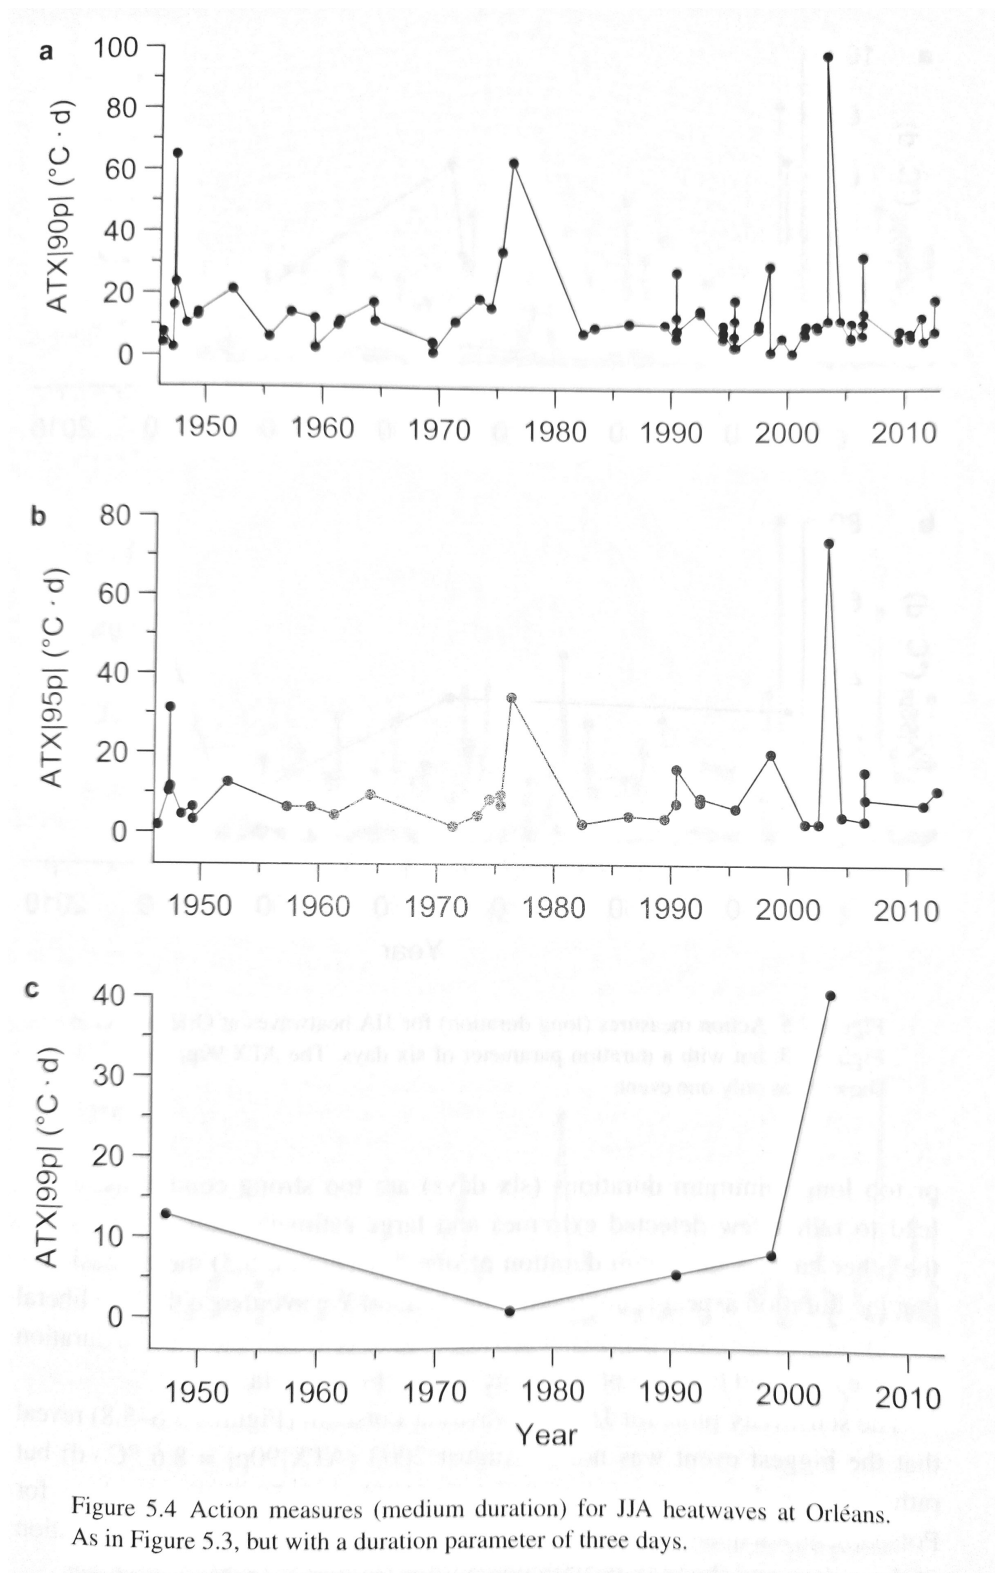 a
100
80
60
40
20
0
ATX|90p| (°C · d)
1950 1960 1970 1980 1990 2000 2010
b
80
60
40
20
0
ATX|95p| (°C · d)
1950 1960 1970 1980 1990 2000 2010
c
40
30
20
10
0
ATX|99p| (°C · d)
1950 1960 1970 1980 1990 2000 2010
Year
Figure 5.4 Action measures (medium duration) for JJA heatwaves at Orléans.
As in Figure 5.3, but with a duration parameter of three days.